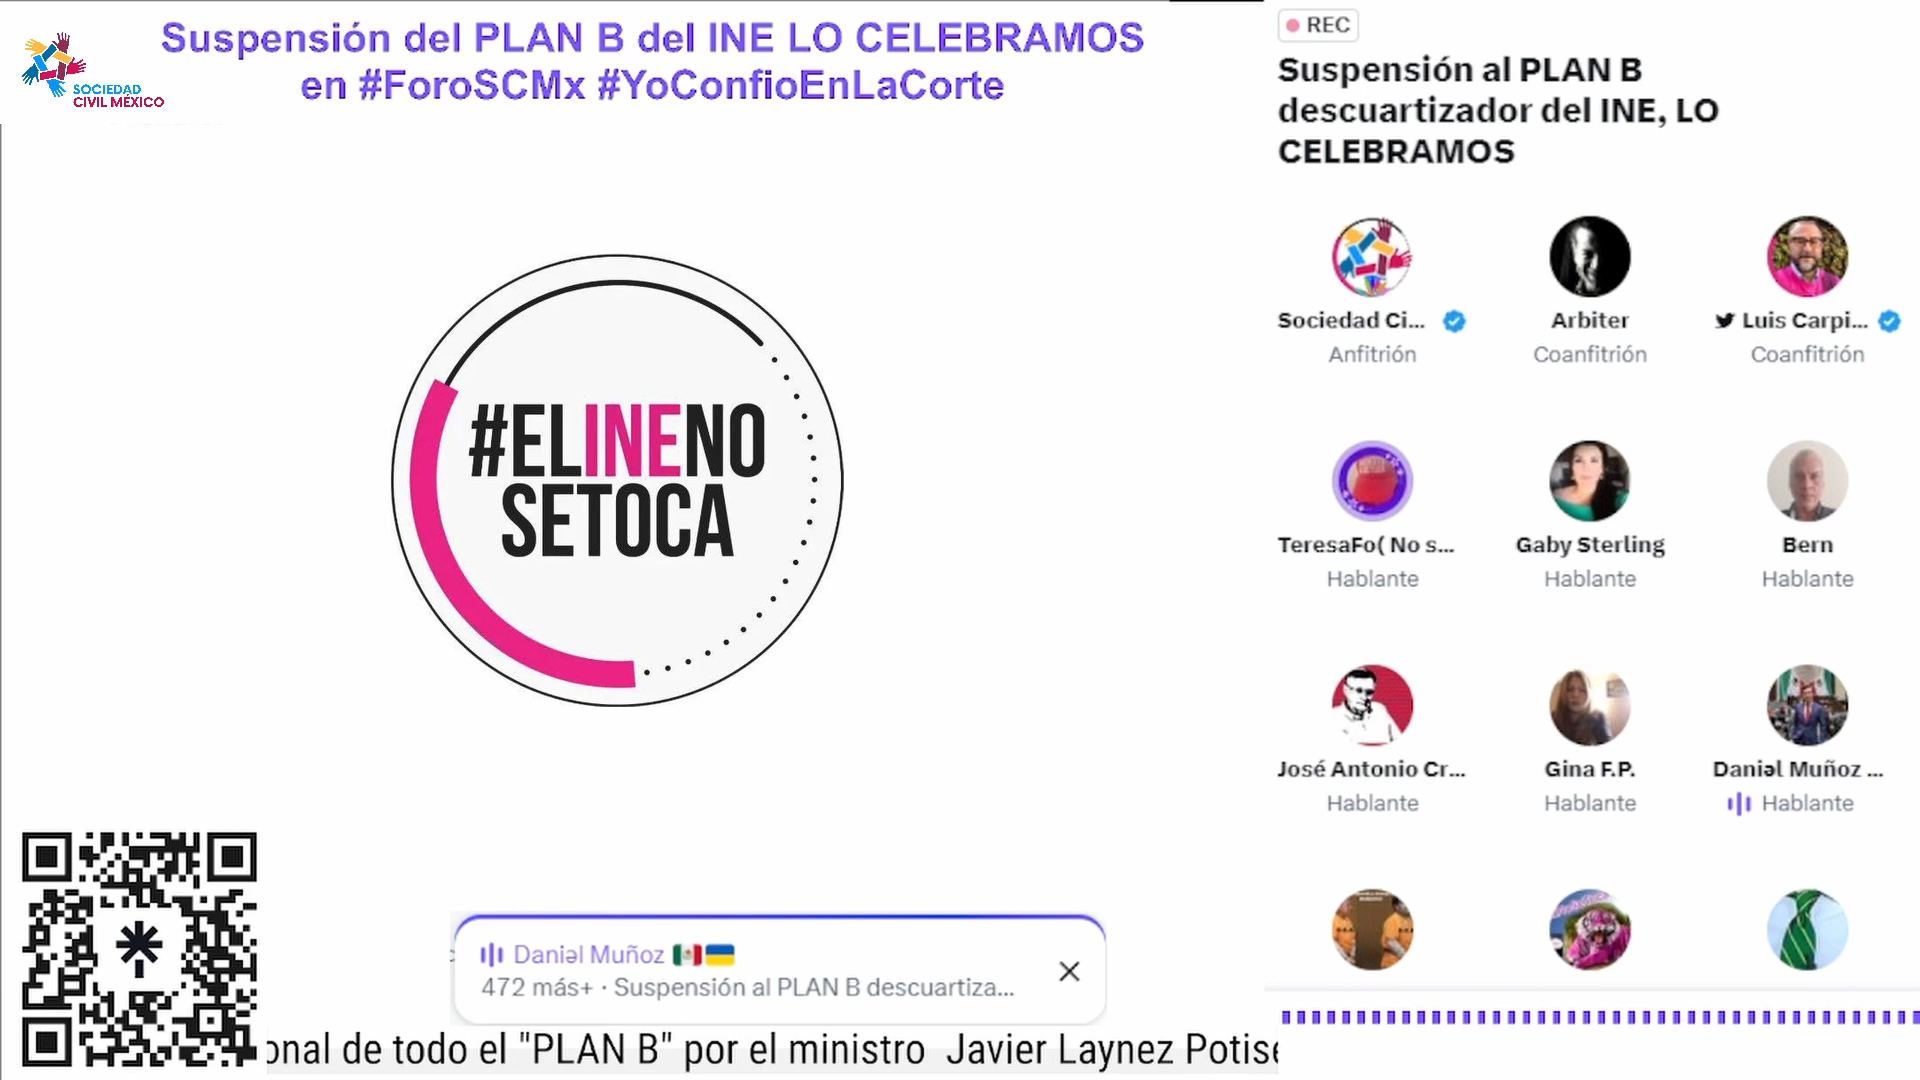 SOCIEDAD
CIVIL MÉXICO
Suspensión del PLAN B del INE LO CELEBRAMOS
en #ForoSCMx #YoConfioEnLaCorte
#ELINENO
SETOCA
Daniəl Muñoz
472 más+ · Suspensión al PLAN B descuartiza...
onal de todo el "PLAN B" por el ministro Javier Laynez Potise
REC
Suspensión al PLAN B
descuartizador del INE, LO
CELEBRAMOS
Sociedad Ci...
Anfitrión
Arbiter
Coanfitrión
Luis Carpi...
Coanfitrión
TeresaFo( No s...
Hablante
Gaby Sterling
Hablante
Bern
Hablante
José Antonio Cr...
Hablante
Gina F.P.
Hablante
Daniəl Muñoz ...
Hablante